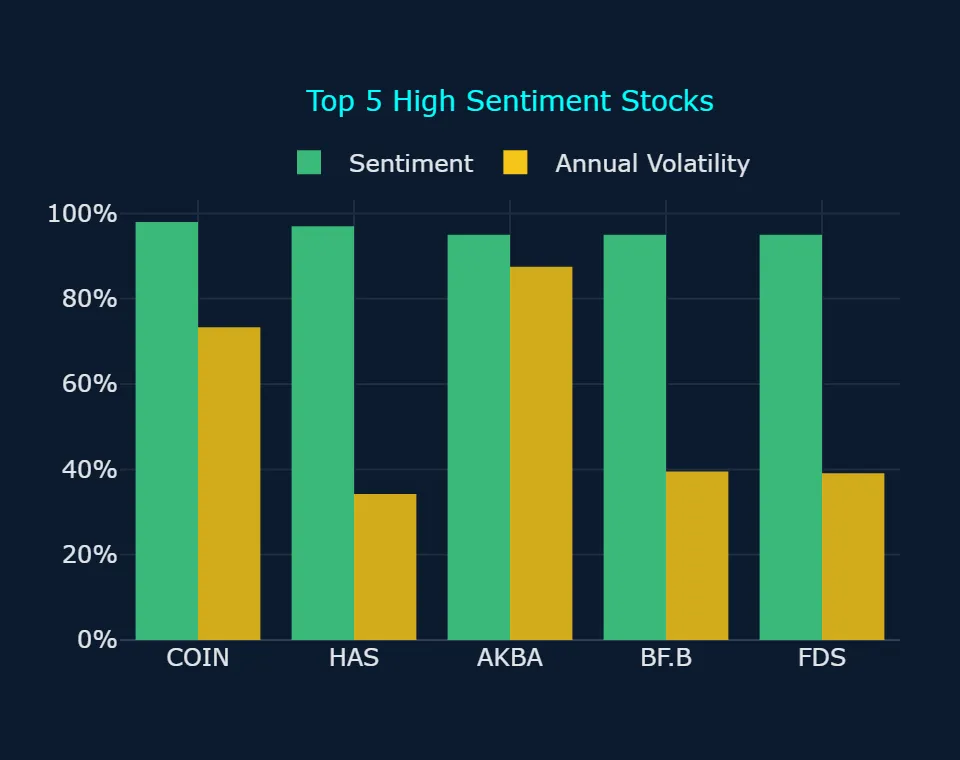 Top 5 High Sentiment Stocks
Sentiment Annual Volatility
100%
80%
60%
40%
20%
0%
COIN HAS AKBA BF.B FDS